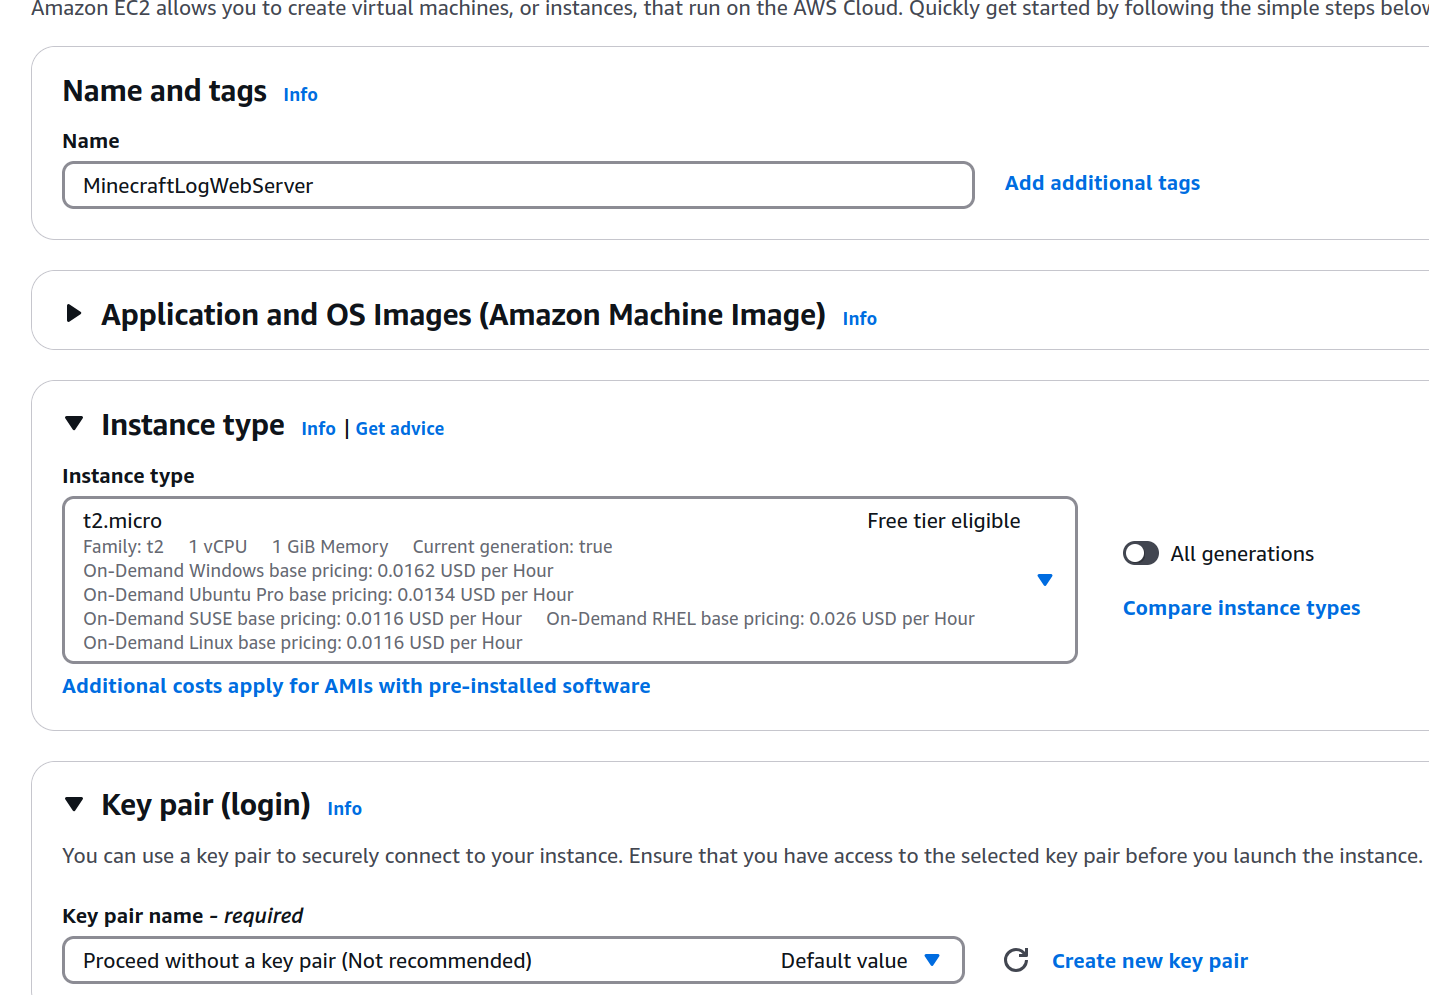 Amazon EC2 allows you to create virtual machines, or instances, that run on the AWS Cloud. Quickly get started by following the simple steps below
Name and tags Info
Name
MinecraftLogWebServer
Add additional tags
Application and OS Images (Amazon Machine Image) Info
Instance type Info | Get advice
Instance type
t2.micro Free tier eligible
Family: t2 1 vCPU 1 GiB Memory Current generation: true
On-Demand Windows base pricing: 0.0162 USD per Hour
On-Demand Ubuntu Pro base pricing: 0.0134 USD per Hour
On-Demand SUSE base pricing: 0.0116 USD per Hour On-Demand RHEL base pricing: 0.026 USD per Hour
On-Demand Linux base pricing: 0.0116 USD per Hour
All generations
Compare instance types
Additional costs apply for AMIs with pre-installed software
Key pair (login) Info
You can use a key pair to securely connect to your instance. Ensure that you have access to the selected key pair before you launch the instance.
Key pair name - required
Proceed without a key pair (Not recommended) Default value
Create new key pair